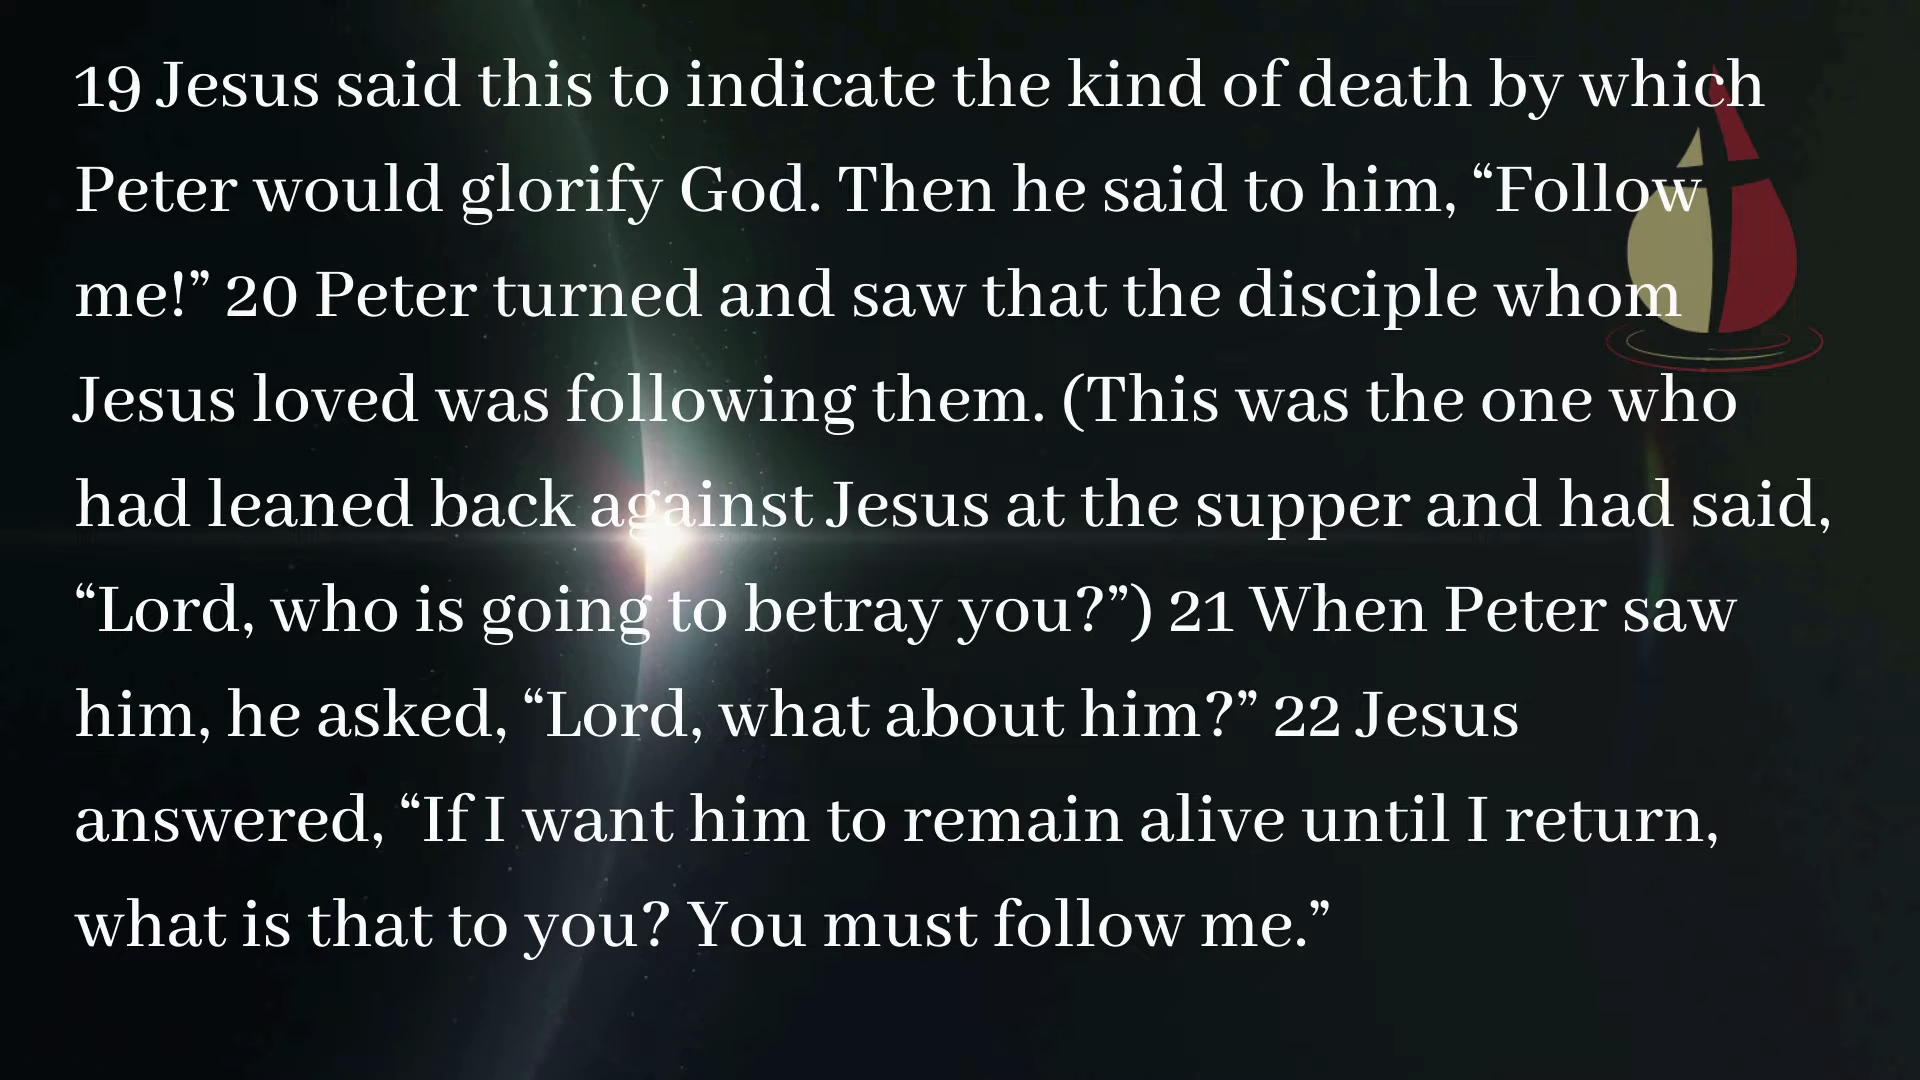 19 Jesus said this to indicate the kind of death by which
Peter would glorify God. Then he said to him, “Follow
me!” 20 Peter turned and saw that the disciple whom
Jesus loved was following them. (This was the one who
had leaned back against Jesus at the supper and had said,
“Lord, who is going to betray you?”) 21 When Peter saw
him, he asked, “Lord, what about him?” 22 Jesus
answered, “If I want him to remain alive until I return,
what is that to you? You must follow me.”